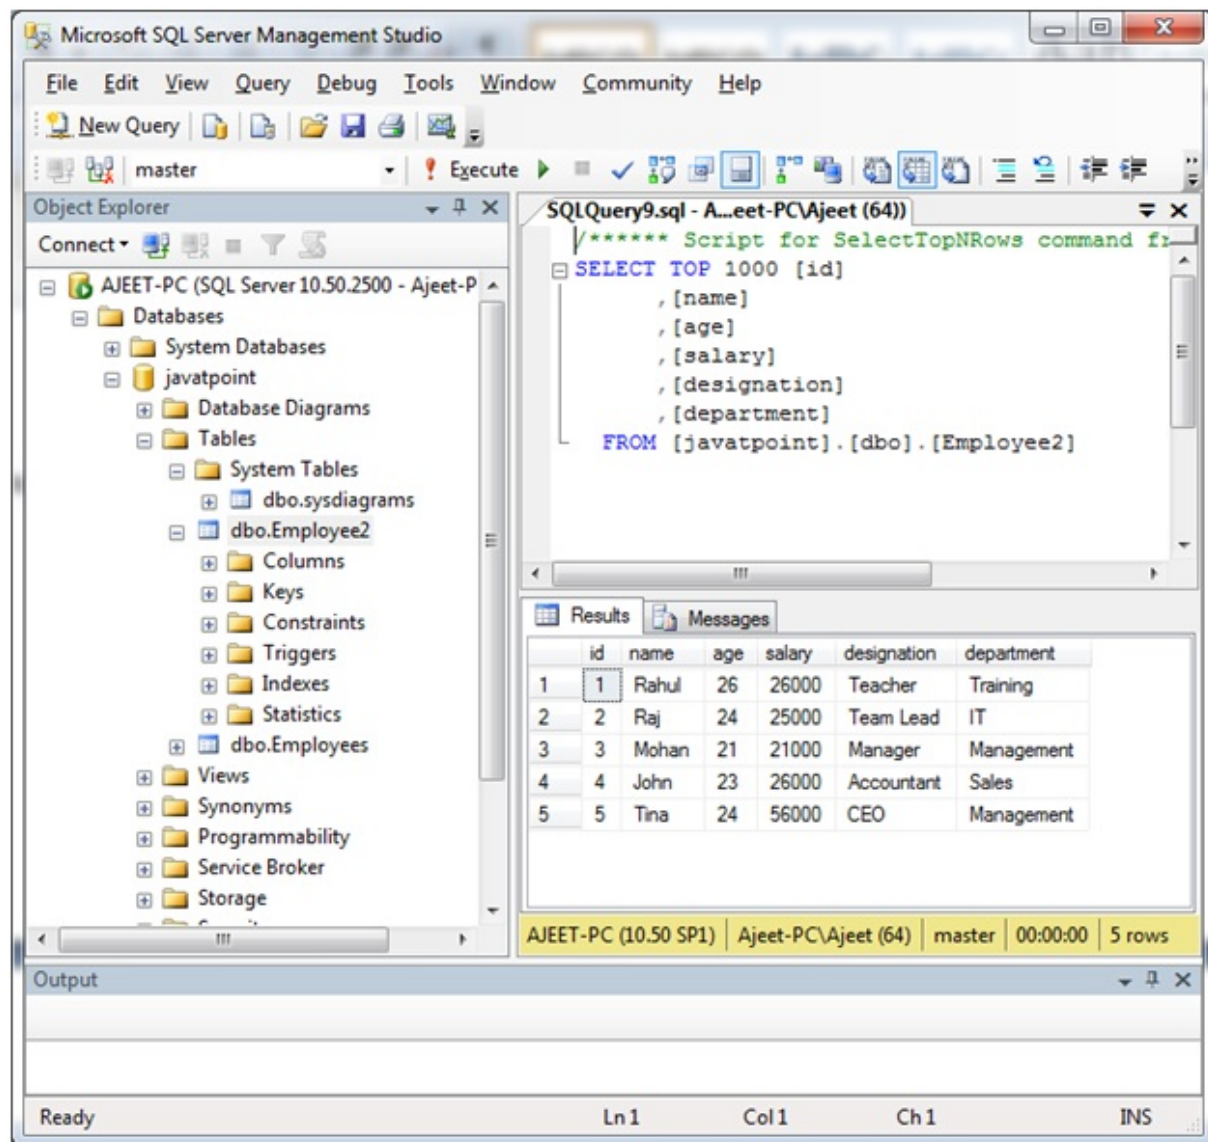 Microsoft SQL Server Management Studio
File Edit View Query Debug Tools Window Community Help
New Query
master Execute
Object Explorer
Connect
AJEET-PC (SQL Server 10.50.2500 - Ajeet-P
Databases
System Databases
javatpoint
Database Diagrams
Tables
System Tables
dbo.sysdiagrams
dbo.Employee2
Columns
Keys
Constraints
Triggers
Indexes
Statistics
dbo.Employees
Views
Synonyms
Programmability
Service Broker
Storage
SQLQuery9.sql - A...eet-PC\Ajeet (64))
/****** Script for SelectTopNRows command fr
SELECT TOP 1000 [id]
,[name]
,[age]
,[salary]
,[designation]
,[department]
FROM [javatpoint].[dbo].[Employee2]
Results Messages
id name age salary designation department
1 1 Rahul 26 26000 Teacher Training
2 2 Raj 24 25000 Team Lead IT
3 3 Mohan 21 21000 Manager Management
4 4 John 23 26000 Accountant Sales
5 5 Tina 24 56000 CEO Management
AJEET-PC (10.50 SP1) Ajeet-PC\Ajeet (64) master 00:00:00 5 rows
Output
Ready Ln 1 Col 1 Ch 1 INS